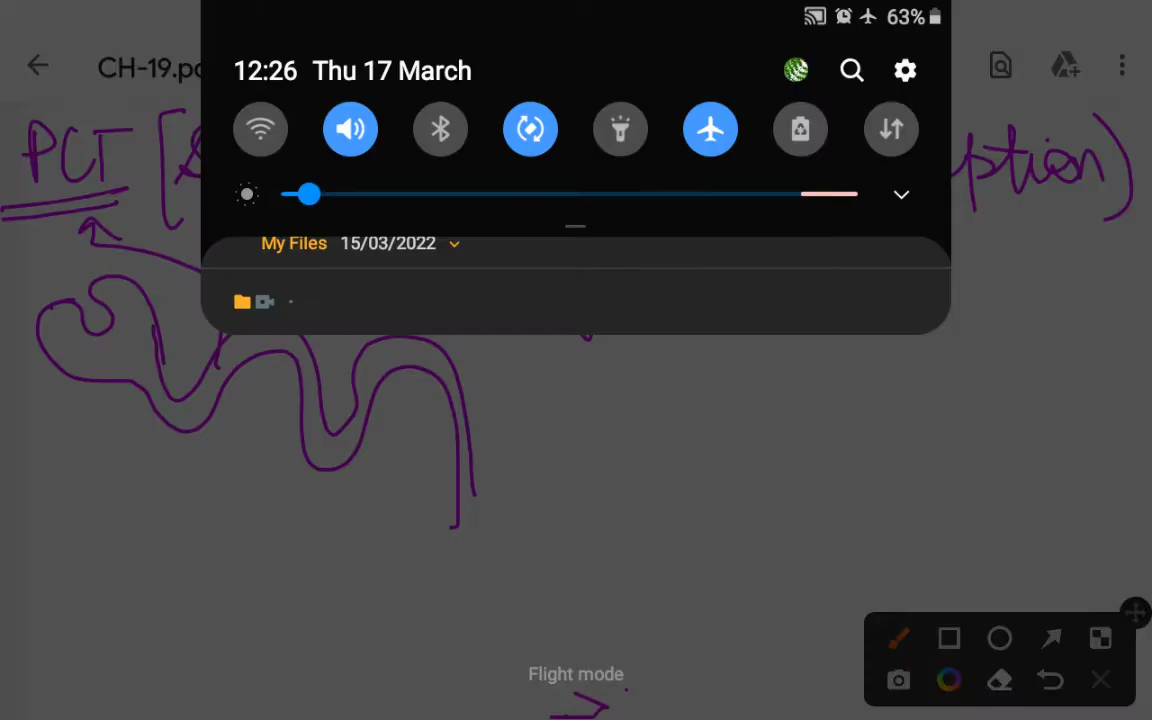 63%
12:26 Thu 17 March
CH-19.p
PCT [
ption)
My Files 15/03/2022
Flight mode